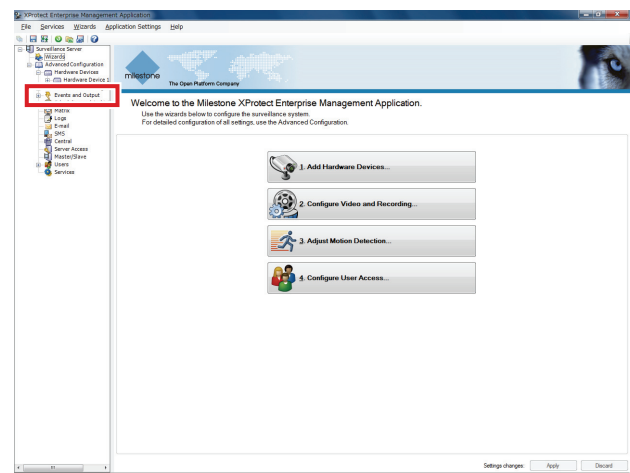 XProtect Enterprise Management Application
File Services Wizards Application Settings Help
Surveillance Server
Wizards
Advanced Configuration
Hardware Devices
Hardware Device 1
Events and Output
Matrix
Logs
E-mail
SMS
Central
Server Access
Master/Slave
Users
Services
milestone
The Open Platform Company
Welcome to the Milestone XProtect Enterprise Management Application.
Use the wizards below to configure the surveillance system.
For detailed configuration of all settings, use the Advanced Configuration.
1. Add Hardware Devices...
2. Configure Video and Recording...
3. Adjust Motion Detection...
4. Configure User Access...
Settings changes: Apply Discard